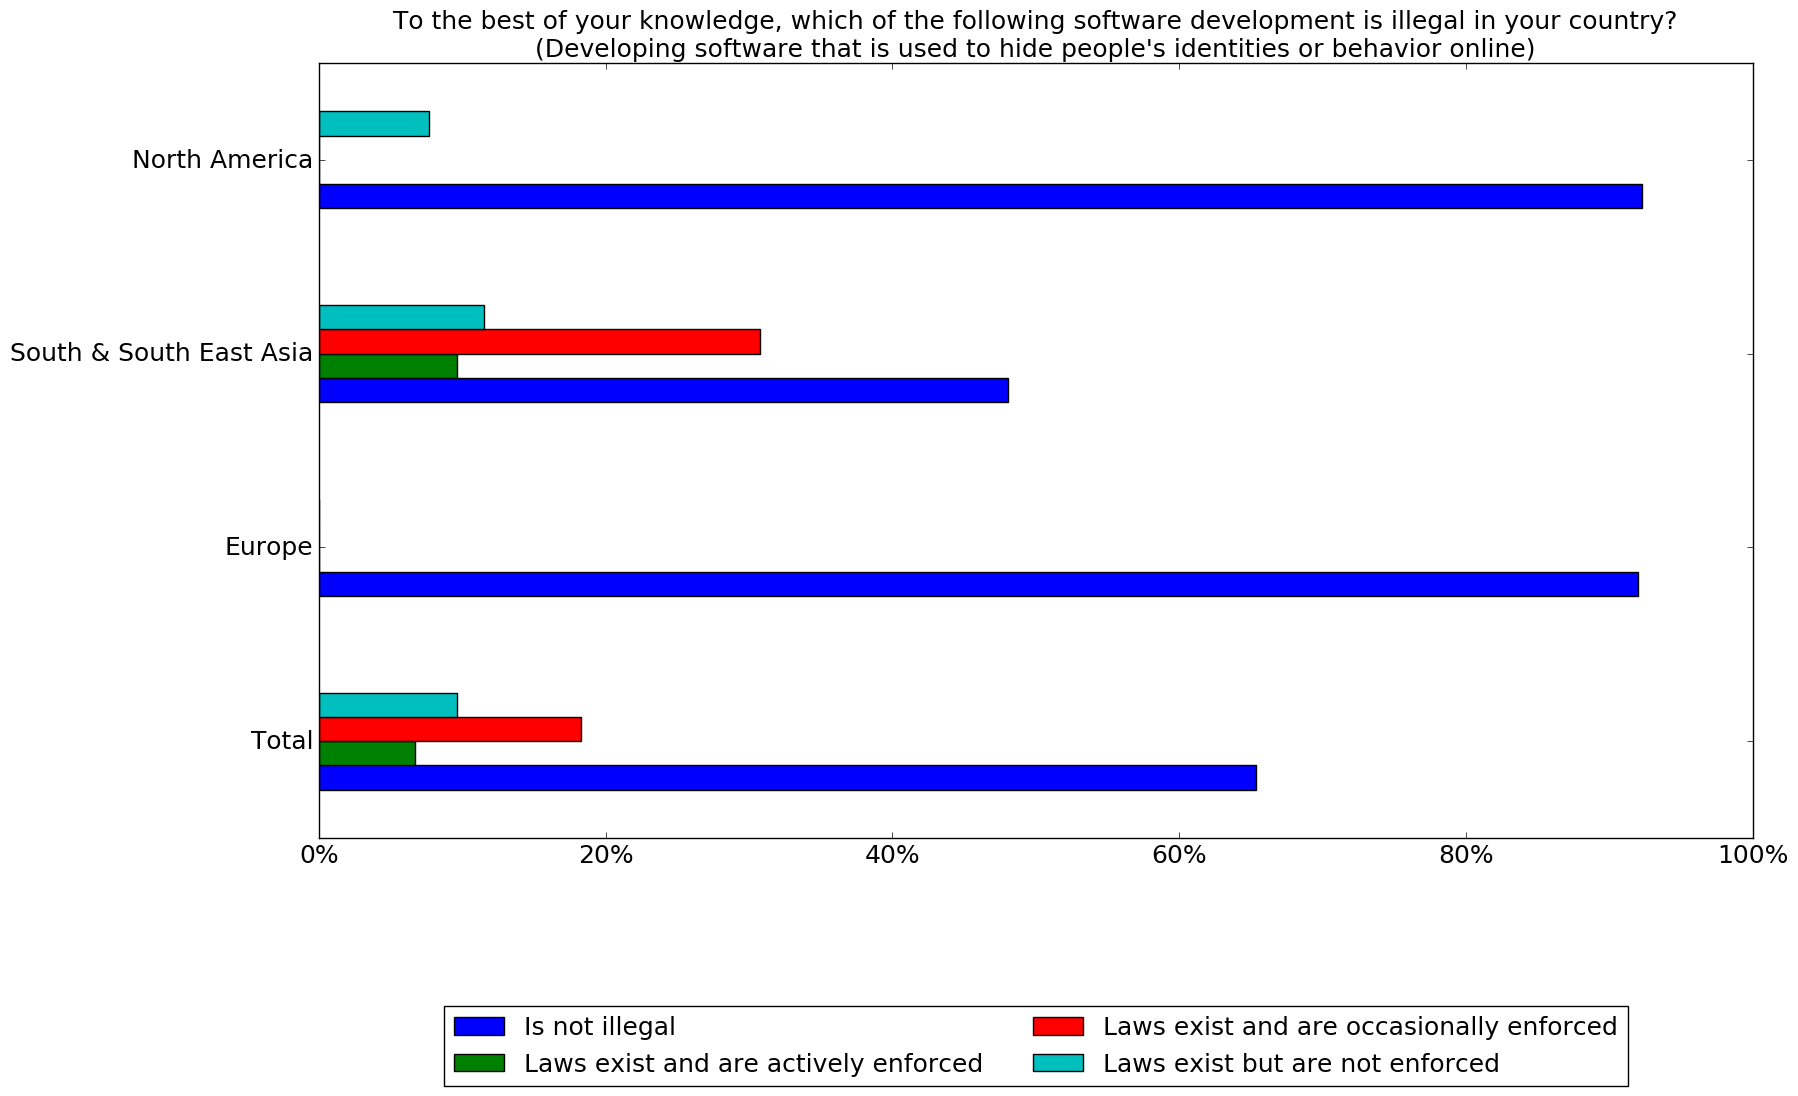 To the best of your knowledge, which of the following software development is illegal in your country?
(Developing software that is used to hide people's identities or behavior online)
North America
South & South East Asia
Europe
Total
0% 20% 40% 60% 80% 100%
Is not illegal Laws exist and are occasionally enforced
Laws exist and are actively enforced Laws exist but are not enforced